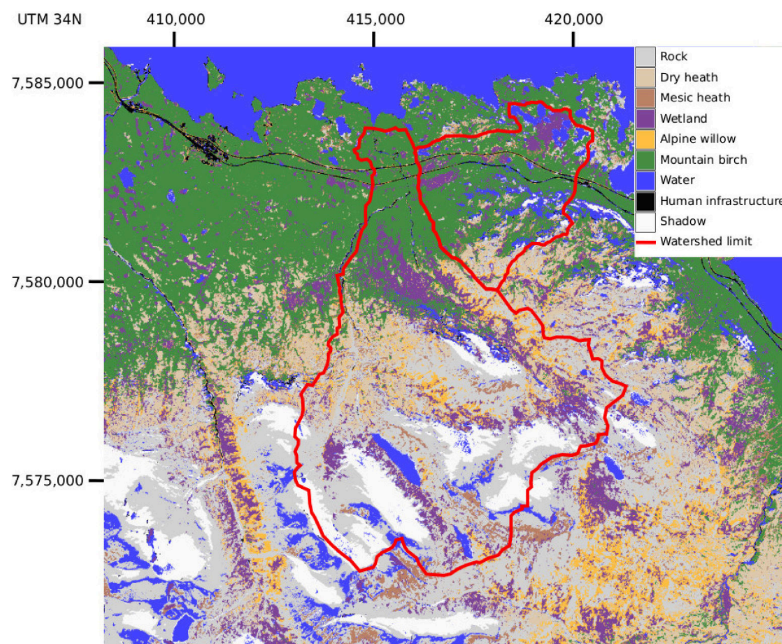 UTM 34N
410,000
415,000
420,000
7,585,000
7,580,000
7,575,000
Rock
Dry heath
Mesic heath
Wetland
Alpine willow
Mountain birch
Water
Human infrastructure
Shadow
Watershed limit